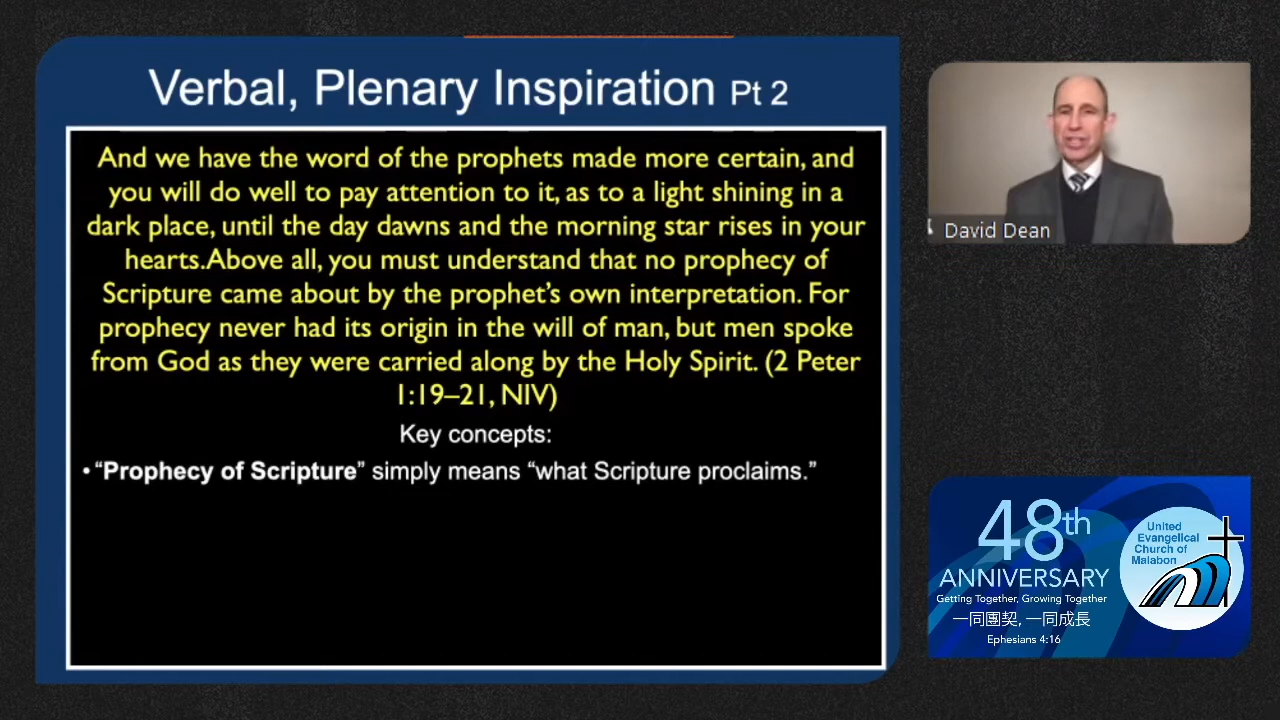 Verbal, Plenary Inspiration Pt 2
And we have the word of the prophets made more certain, and
you will do well to pay attention to it, as to a light shining in a
dark place, until the day dawns and the morning star rises in your
hearts.Above all, you must understand that no prophecy of
Scripture came about by the prophet’s own interpretation. For
prophecy never had its origin in the will of man, but men spoke
from God as they were carried along by the Holy Spirit. (2 Peter
1:19–21, NIV)
Key concepts:
• “Prophecy of Scripture” simply means “what Scripture proclaims.”
David Dean
48th
ANNIVERSARY
Getting Together, Growing Together
一同團契, 一同成長
Ephesians 4:16
United
Evangelical
Church of
Malabon